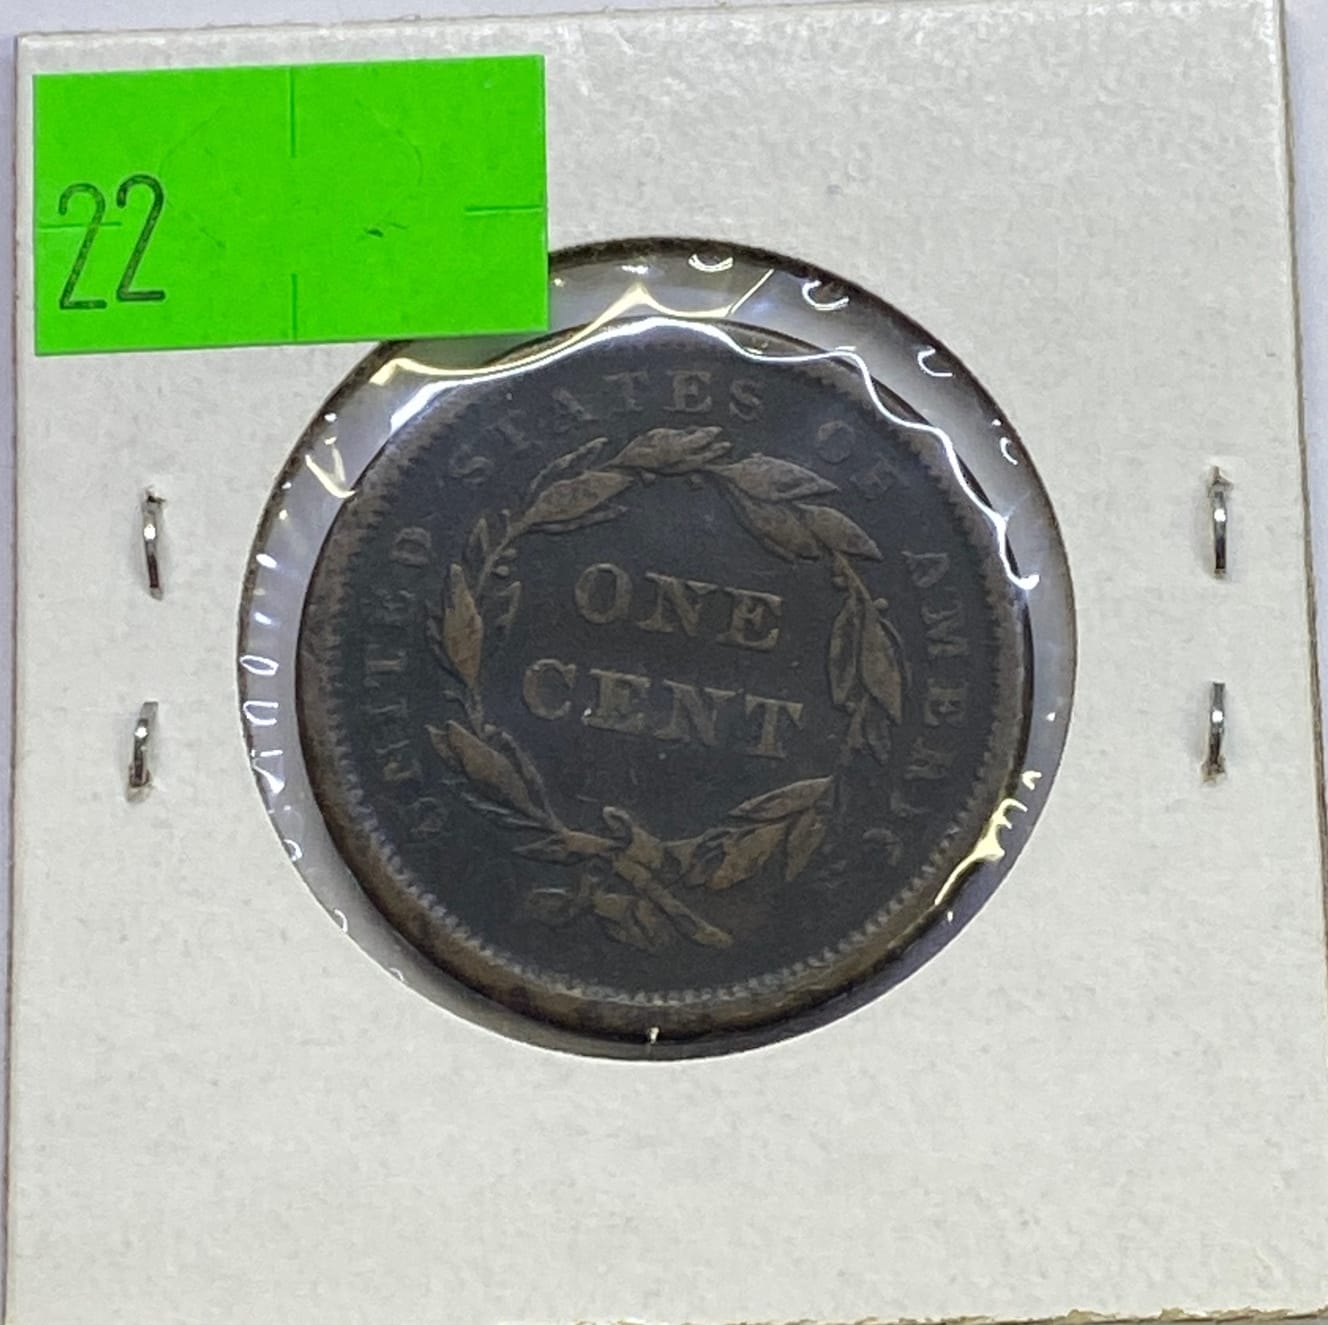 22
UNITED STATES OF AMERICA
ONE
CENT